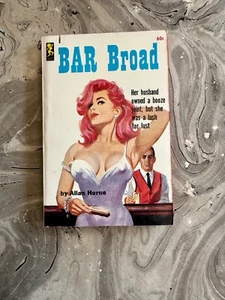 60c
BAR Broad
Her husband
owned a booze
joint, but she
was a lush
for lust
by Allan Horne